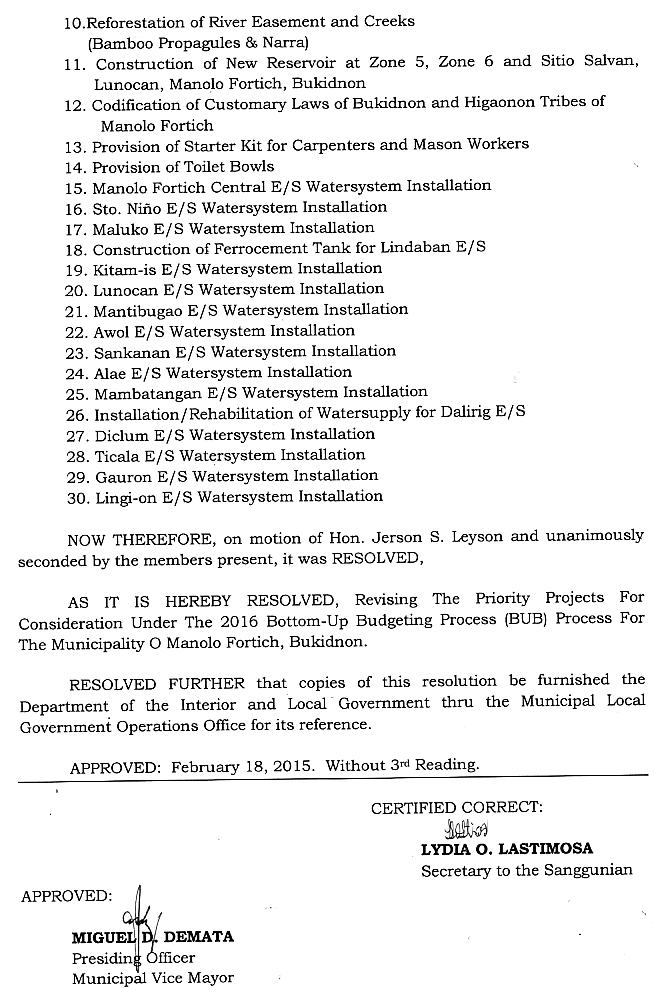 10.Reforestation of River Easement and Creeks
(Bamboo Propagules & Narra)
11. Construction of New Reservoir at Zone 5, Zone 6 and Sitio Salvan,
Lunocan, Manolo Fortich, Bukidnon
12. Codification of Customary Laws of Bukidnon and Higaonon Tribes of
Manolo Fortich
13. Provision of Starter Kit for Carpenters and Mason Workers
14. Provision of Toilet Bowls
15. Manolo Fortich Central E/S Watersystem Installation
16. Sto. Niño E/S Watersystem Installation
17. Maluko E/S Watersystem Installation
18. Construction of Ferrocement Tank for Lindaban E/S
19. Kitam-is E/S Watersystem Installation
20. Lunocan E/S Watersystem Installation
21. Mantibugao E/S Watersystem Installation
22. Awol E/S Watersystem Installation
23. Sankanan E/S Watersystem Installation
24. Alae E/S Watersystem Installation
25. Mambatangan E/S Watersystem Installation
26. Installation/Rehabilitation of Watersupply for Dalirig E/S
27. Diclum E/S Watersystem Installation
28. Ticala E/S Watersystem Installation
29. Gauron E/S Watersystem Installation
30. Lingi-on E/S Watersystem Installation
NOW THEREFORE, on motion of Hon. Jerson S. Leyson and unanimously
seconded by the members present, it was RESOLVED,
AS IT IS HEREBY RESOLVED, Revising The Priority Projects For
Consideration Under The 2016 Bottom-Up Budgeting Process (BUB) Process For
The Municipality O Manolo Fortich, Bukidnon.
RESOLVED FURTHER that copies of this resolution be furnished the
Department of the Interior and Local Government thru the Municipal Local
Government Operations Office for its reference.
APPROVED: February 18, 2015. Without 3rd Reading.
CERTIFIED CORRECT:
LYDIA O. LASTIMOSA
Secretary to the Sanggunian
APPROVED:
MIGUEL D. DEMATA
Presiding Officer
Municipal Vice Mayor